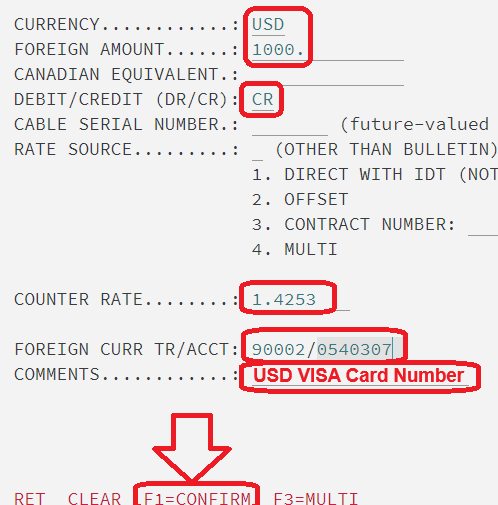 CURRENCY............: USD
FOREIGN AMOUNT......: 1000.
CANADIAN EQUIVALENT.:
DEBIT/CREDIT (DR/CR): CR
CABLE SERIAL NUMBER.: (future-valued
RATE SOURCE.........: _ (OTHER THAN BULLETIN)
1. DIRECT WITH IDT (NOT
2. OFFSET
3. CONTRACT NUMBER: ___
4. MULTI
COUNTER RATE........: 1.4253
FOREIGN CURR TR/ACCT: 90002/0540307
COMMENTS............: USD VISA Card Number
RET CLEAR F1=CONFIRM F3=MULTI